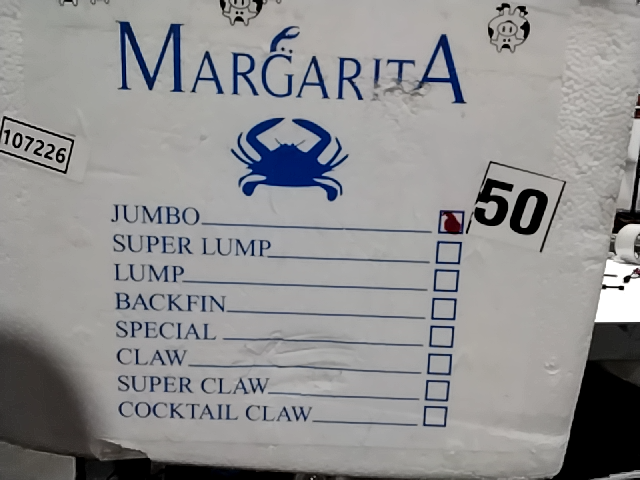 MARGARITA
107226
50
JUMBO
SUPER LUMP
LUMP
BACKFIN
SPECIAL
CLAW
SUPER CLAW
COCKTAIL CLAW